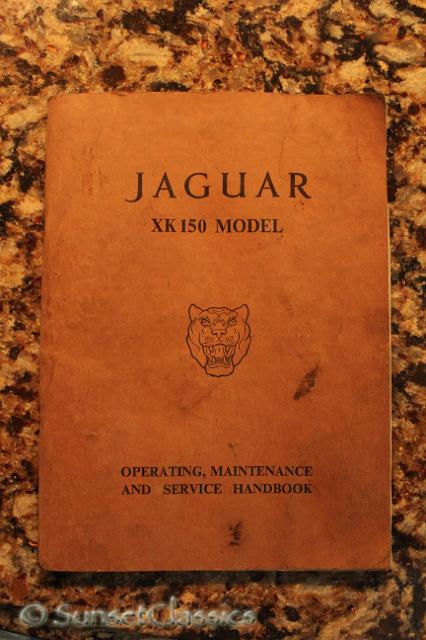 JAGUAR
XK 150 MODEL
OPERATING, MAINTENANCE
AND SERVICE HANDBOOK
© SunsetClassics